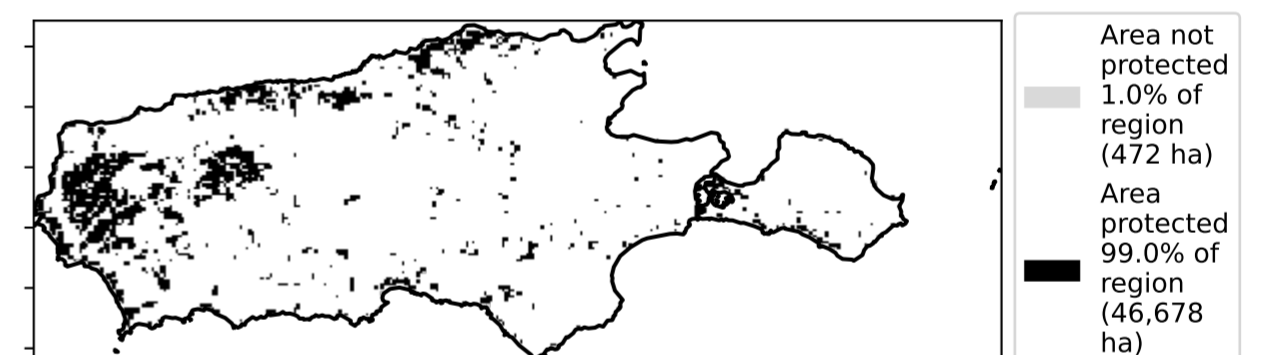 Area not
protected
1.0% of
region
(472 ha)
Area
protected
99.0% of
region
(46,678
ha)